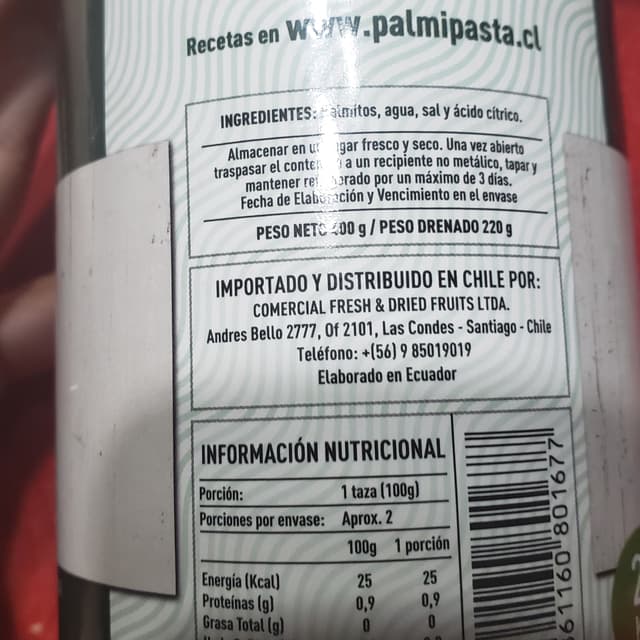 Recetas en www.palmipasta.cl
INGREDIENTES: Palmitos, agua, sal y ácido cítrico.
Almacenar en un lugar fresco y seco. Una vez abierto
traspasar el contenido a un recipiente no metálico, tapar y
mantener refrigerado por un máximo de 3 días.
Fecha de Elaboración y Vencimiento en el envase
PESO NETO 400 g / PESO DRENADO 220 g
IMPORTADO Y DISTRIBUIDO EN CHILE POR:
COMERCIAL FRESH & DRIED FRUITS LTDA.
Andres Bello 2777, Of 2101, Las Condes - Santiago - Chile
Teléfono: +(56) 9 85019019
Elaborado en Ecuador
INFORMACIÓN NUTRICIONAL
Porción: 1 taza (100g)
Porciones por envase: Aprox. 2
100g 1 porción
Energía (Kcal) 25 25
Proteínas (g) 0,9 0,9
Grasa Total (g) 0 0
61160 801677